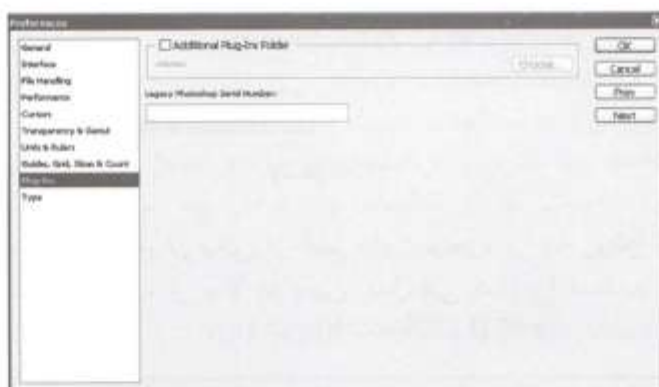 Preferences
General
Interface
File Handling
Performance
Cursors
Transparency & Gamut
Units & Rulers
Guides, Grid, Slices & Count
Plug-Ins
Type
Additional Plug-Ins Folder
Choose...
Legacy Photoshop Serial Number:
OK
Cancel
Prev
Next